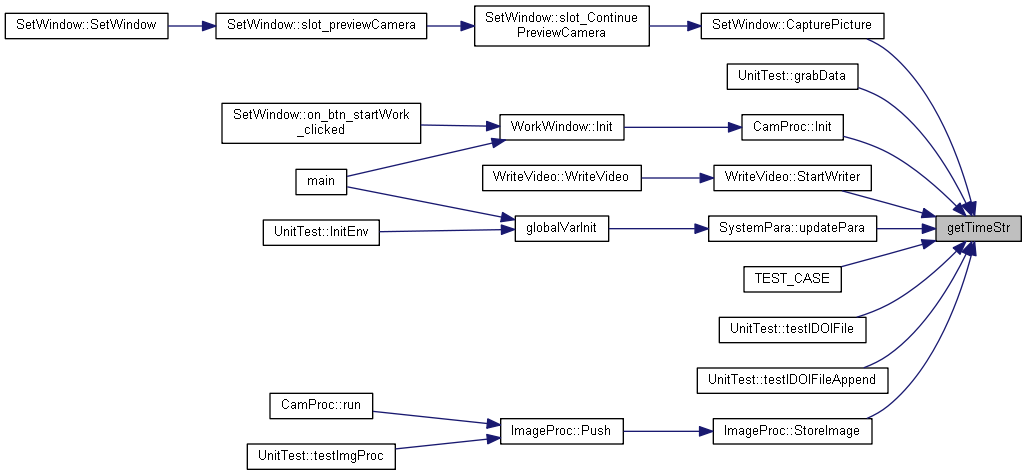 SetWindow::SetWindow
SetWindow::slot_previewCamera
SetWindow::slot_Continue
PreviewCamera
SetWindow::CapturePicture
UnitTest::grabData
SetWindow::on_btn_startWork
_clicked
WorkWindow::Init
CamProc::Init
main
WriteVideo::WriteVideo
WriteVideo::StartWriter
UnitTest::InitEnv
globalVarInit
SystemPara::updatePara
getTimeStr
TEST_CASE
UnitTest::testIDOIFile
UnitTest::testIDOIFileAppend
CamProc::run
ImageProc::Push
ImageProc::StoreImage
UnitTest::testImgProc